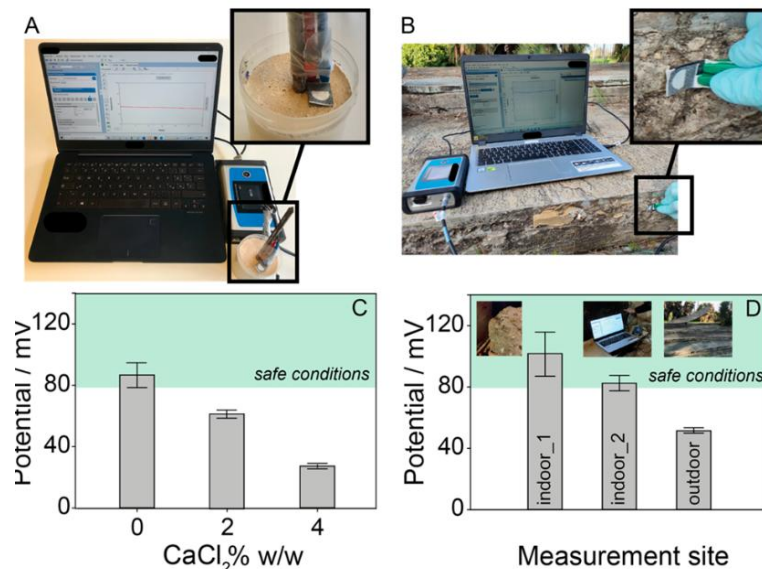 A
B
C
Potential / mV
120
80
40
0
safe conditions
0 2 4
CaCl₂% w/w
D
Potential / mV
120
80
40
0
safe conditions
indoor_1
indoor_2
outdoor
Measurement site